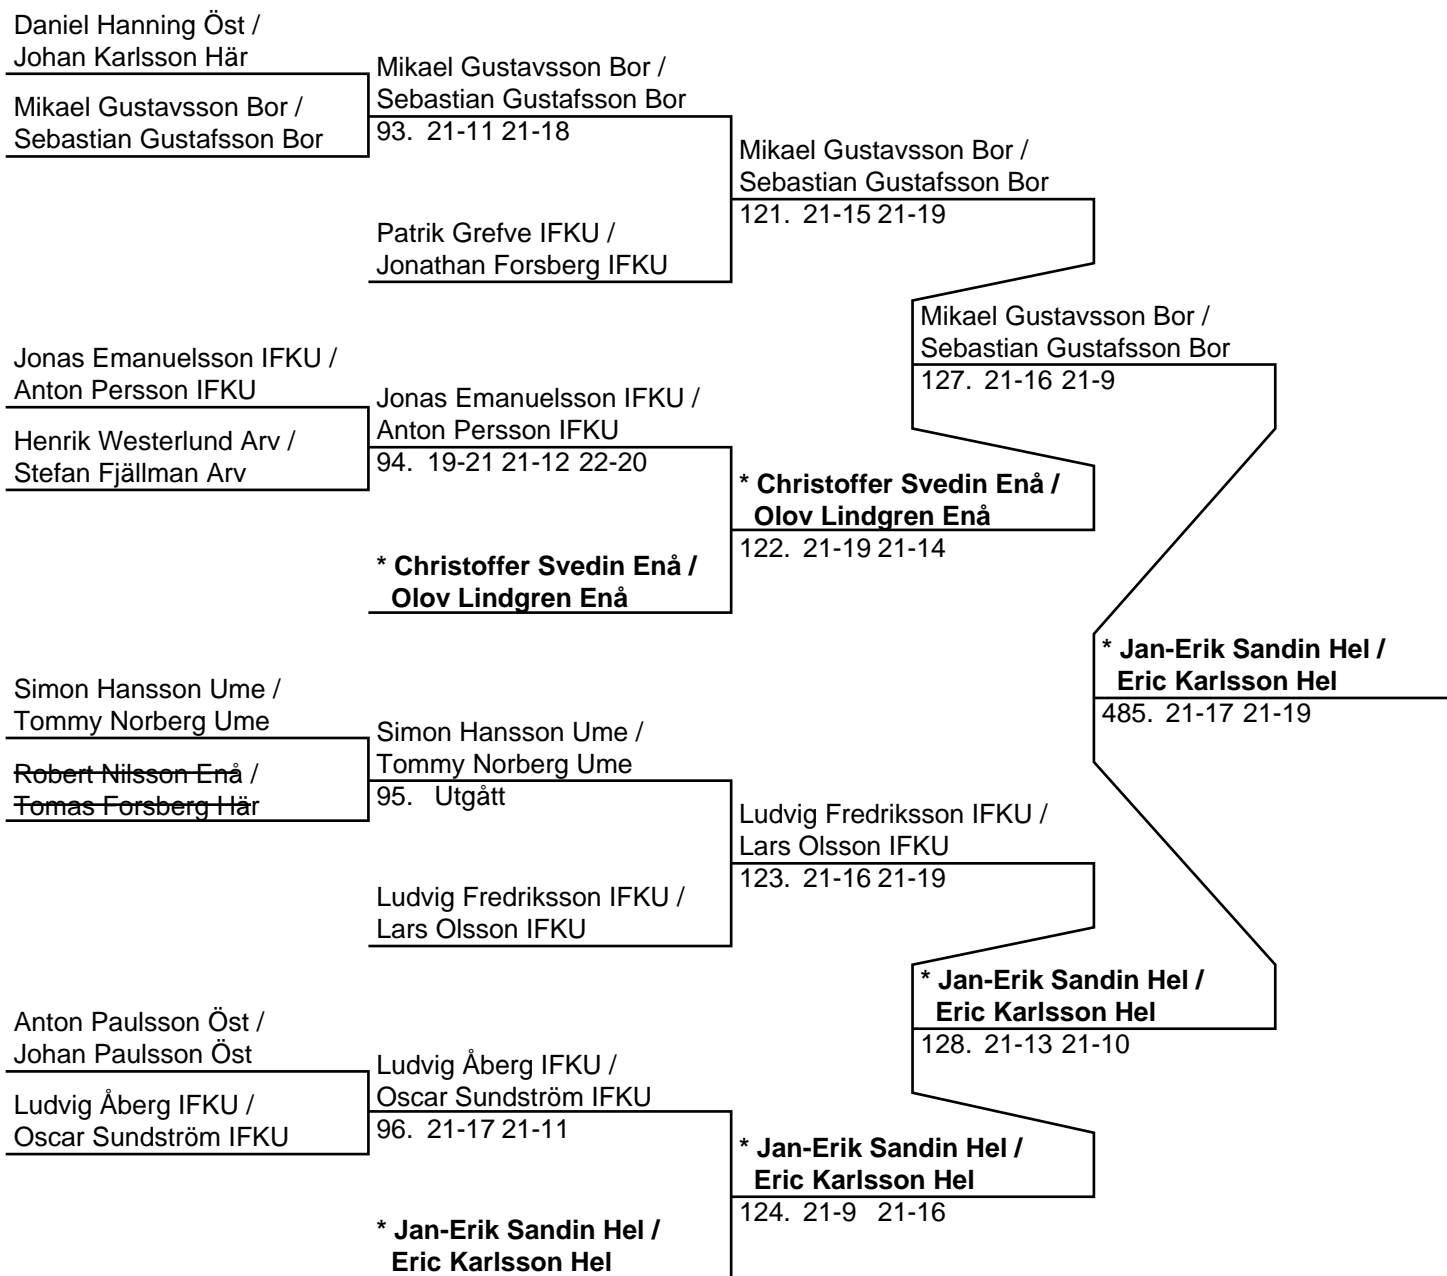 Daniel Hanning Öst /
Johan Karlsson Här
Mikael Gustavsson Bor /
Sebastian Gustafsson Bor
Mikael Gustavsson Bor /
Sebastian Gustafsson Bor
93. 21-11 21-18
Patrik Grefve IFKU /
Jonathan Forsberg IFKU
Mikael Gustavsson Bor /
Sebastian Gustafsson Bor
121. 21-15 21-19
Jonas Emanuelsson IFKU /
Anton Persson IFKU
Henrik Westerlund Arv /
Stefan Fjällman Arv
Jonas Emanuelsson IFKU /
Anton Persson IFKU
94. 19-21 21-12 22-20
* Christoffer Svedin Enå /
Olov Lindgren Enå
* Christoffer Svedin Enå /
Olov Lindgren Enå
122. 21-19 21-14
Mikael Gustavsson Bor /
Sebastian Gustafsson Bor
127. 21-16 21-9
Simon Hansson Ume /
Tommy Norberg Ume
Robert Nilsson Enå /
Tomas Forsberg Här
Simon Hansson Ume /
Tommy Norberg Ume
95. Utgått
Ludvig Fredriksson IFKU /
Lars Olsson IFKU
Ludvig Fredriksson IFKU /
Lars Olsson IFKU
123. 21-16 21-19
Anton Paulsson Öst /
Johan Paulsson Öst
Ludvig Åberg IFKU /
Oscar Sundström IFKU
Ludvig Åberg IFKU /
Oscar Sundström IFKU
96. 21-17 21-11
* Jan-Erik Sandin Hel /
Eric Karlsson Hel
* Jan-Erik Sandin Hel /
Eric Karlsson Hel
124. 21-9 21-16
* Jan-Erik Sandin Hel /
Eric Karlsson Hel
128. 21-13 21-10
* Jan-Erik Sandin Hel /
Eric Karlsson Hel
485. 21-17 21-19